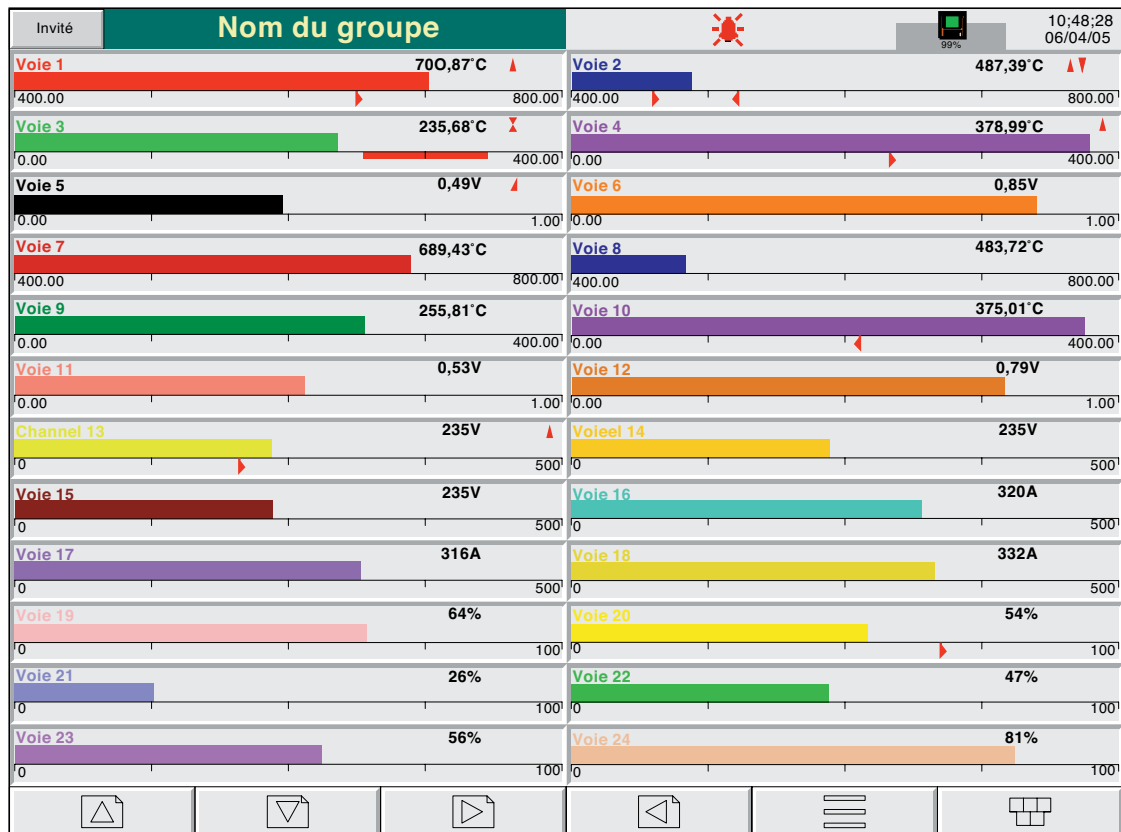 Invité
Nom du groupe
99%
10;48;28
06/04/05
Voie 1 70O,87°C
400.00 800.00
Voie 2 487,39°C
400.00 800.00
Voie 3 235,68°C
0.00 400.00
Voie 4 378,99°C
0.00 400.00
Voie 5 0,49V
0.00 1.00
Voie 6 0,85V
0.00 1.00
Voie 7 689,43°C
400.00 800.00
Voie 8 483,72°C
400.00 800.00
Voie 9 255,81°C
0.00 400.00
Voie 10 375,01°C
0.00 400.00
Voie 11 0,53V
0.00 1.00
Voie 12 0,79V
0.00 1.00
Channel 13 235V
0 500
Voieel 14 235V
0 500
Voie 15 235V
0 500
Voie 16 320A
0 500
Voie 17 316A
0 500
Voie 18 332A
0 500
Voie 19 64%
0 100
Voie 20 54%
0 100
Voie 21 26%
0 100
Voie 22 47%
0 100
Voie 23 56%
0 100
Voie 24 81%
0 100